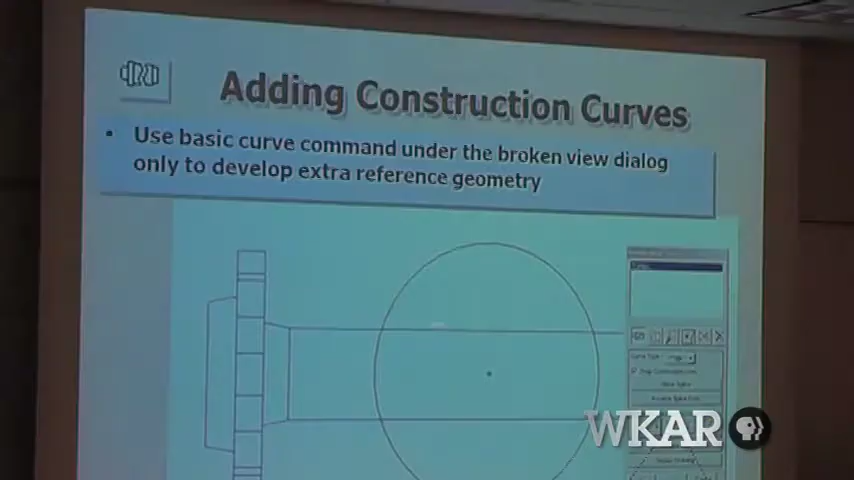 Adding Construction Curves
• Use basic curve command under the broken view dialog
only to develop extra reference geometry
WKAR